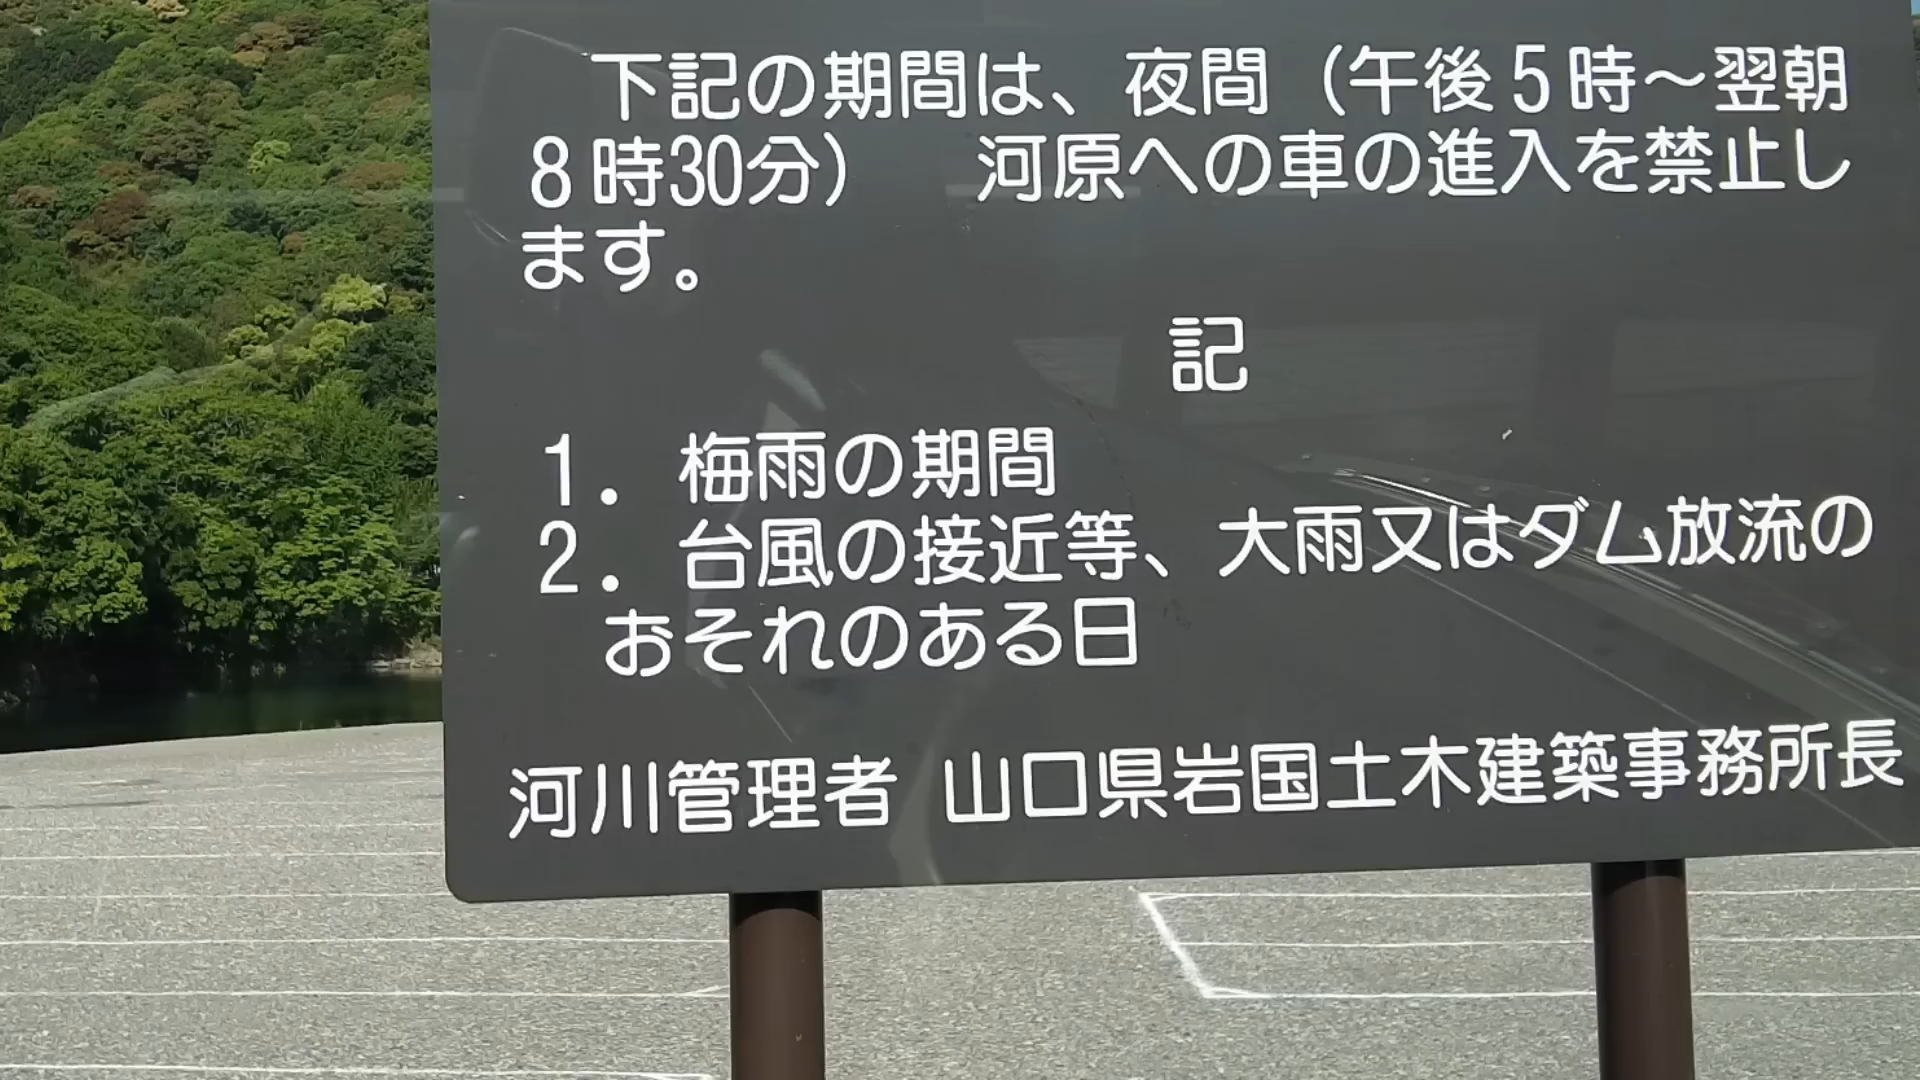 下記の期間は、夜間（午後5時～翌朝
8時30分） 河原への車の進入を禁止し
ます。
記
1．梅雨の期間
2．台風の接近等、大雨又はダム放流の
おそれのある日
河川管理者 山口県岩国土木建築事務所長